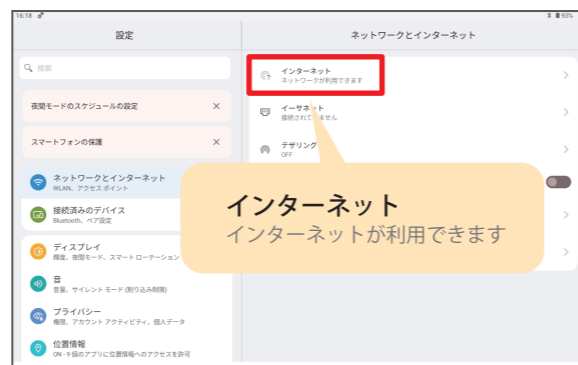 16:18
93%
設定
ネットワークとインターネット
検索
夜間モードのスケジュールの設定
スマートフォンの保護
ネットワークとインターネット
WLAN、アクセス ポイント
接続済みのデバイス
Bluetooth、ペア設定
ディスプレイ
輝度、夜間モード、スマート ローテーション
音
音量、サイレント モード (割り込み制限)
プライバシー
権限、アカウント アクティビティ、個人データ
位置情報
ON - 9 個のアプリに位置情報へのアクセスを許可
インターネット
ネットワークが利用できます
イーサネット
接続されていません
テザリング
OFF
インターネット
インターネットが利用できます